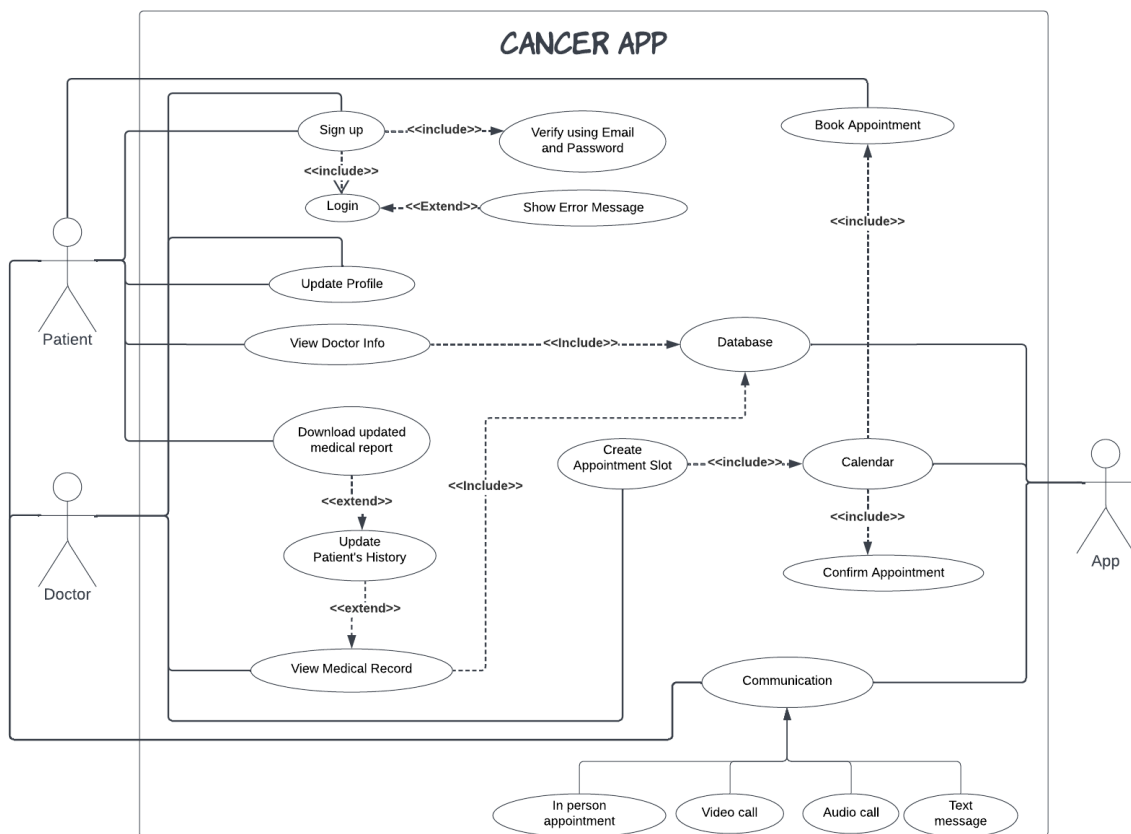 CANCER APP
Sign up
<<include>>
Verify using Email
and Password
Book Appointment
<<include>>
Login
<<Extend>>
Show Error Message
<<include>>
Update Profile
Patient
View Doctor Info
<<Include>>
Database
Download updated
medical report
Create
Appointment Slot
<<include>>
Calendar
<<Include>>
<<extend>>
<<include>>
Update
Patient's History
Confirm Appointment
App
Doctor
<<extend>>
View Medical Record
Communication
In person
appointment
Video call
Audio call
Text
message